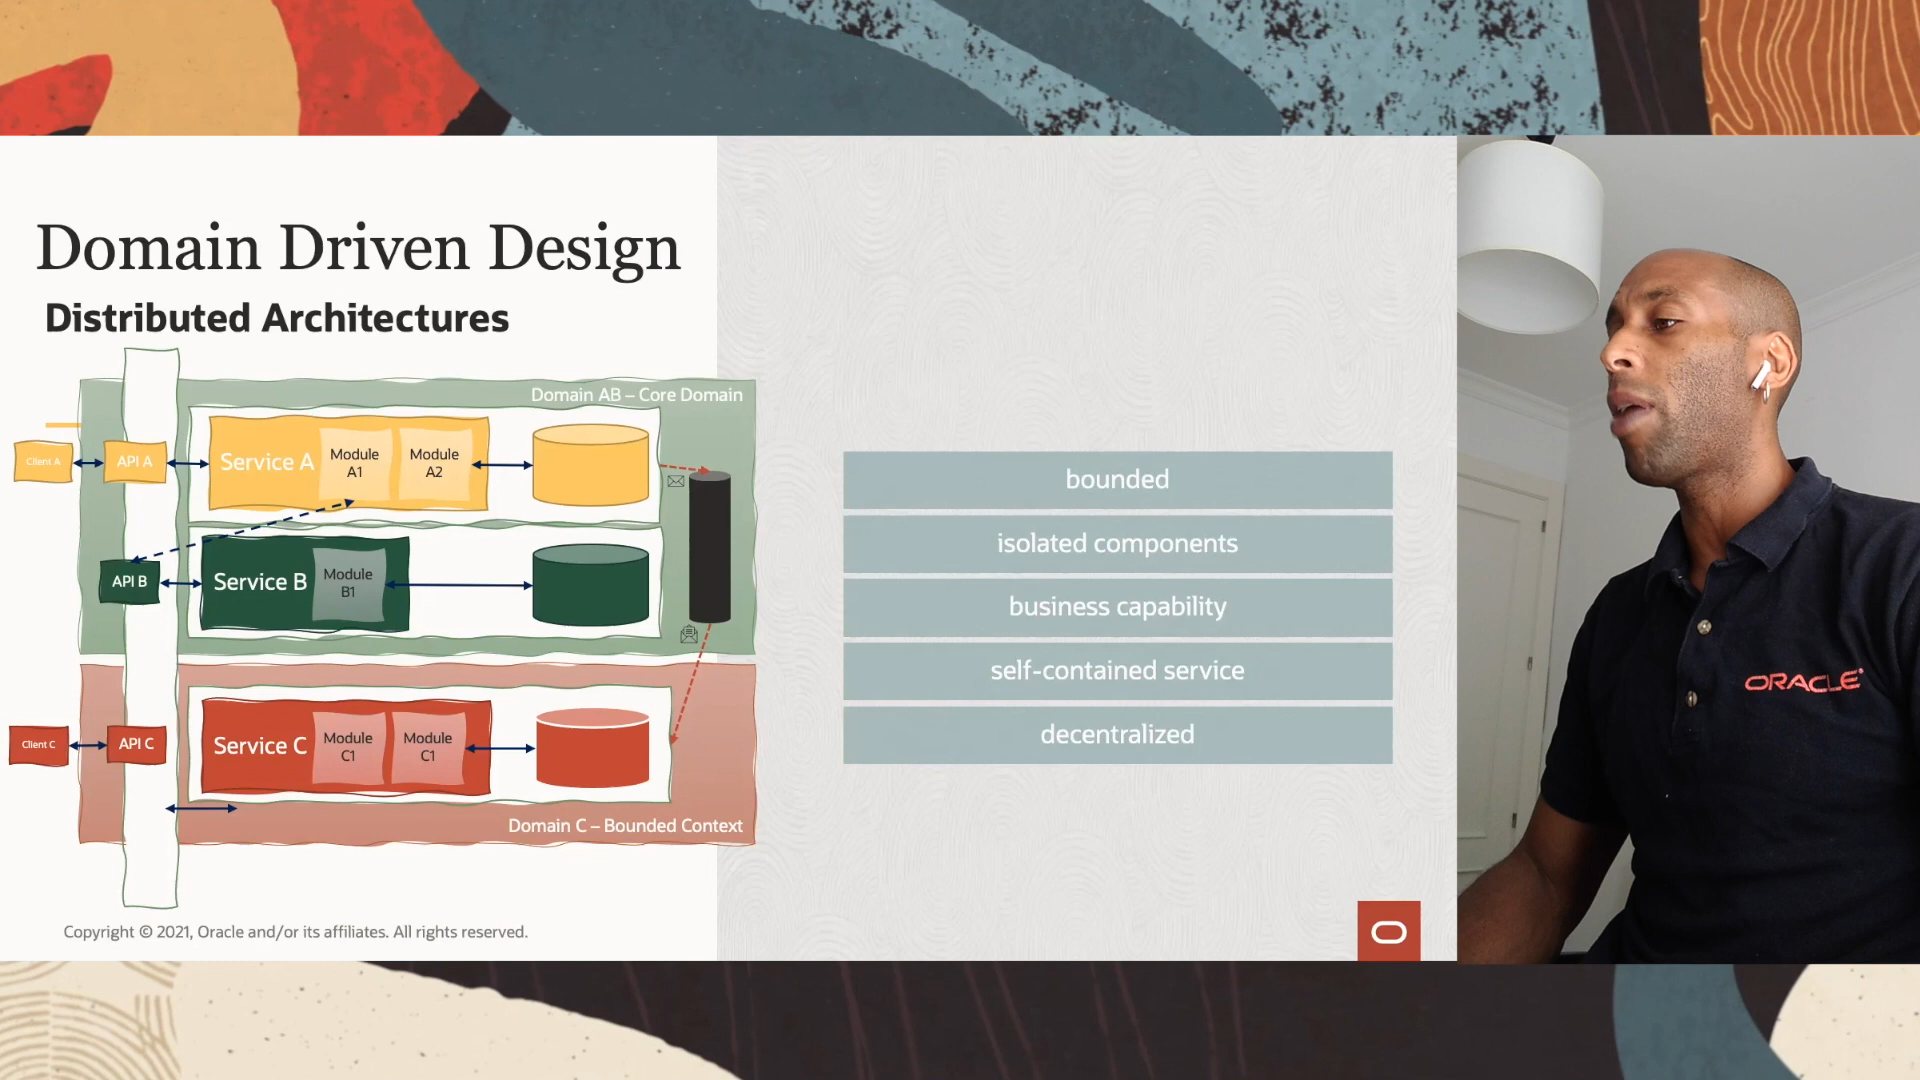 Domain Driven Design
Distributed Architectures
Domain AB – Core Domain
Client A
API A
Service A
Module
A1
Module
A2
API B
Service B
Module
B1
Client C
API C
Service C
Module
C1
Module
C1
Domain C – Bounded Context
bounded
isolated components
business capability
self-contained service
decentralized
Copyright © 2021, Oracle and/or its affiliates. All rights reserved.
ORACLE